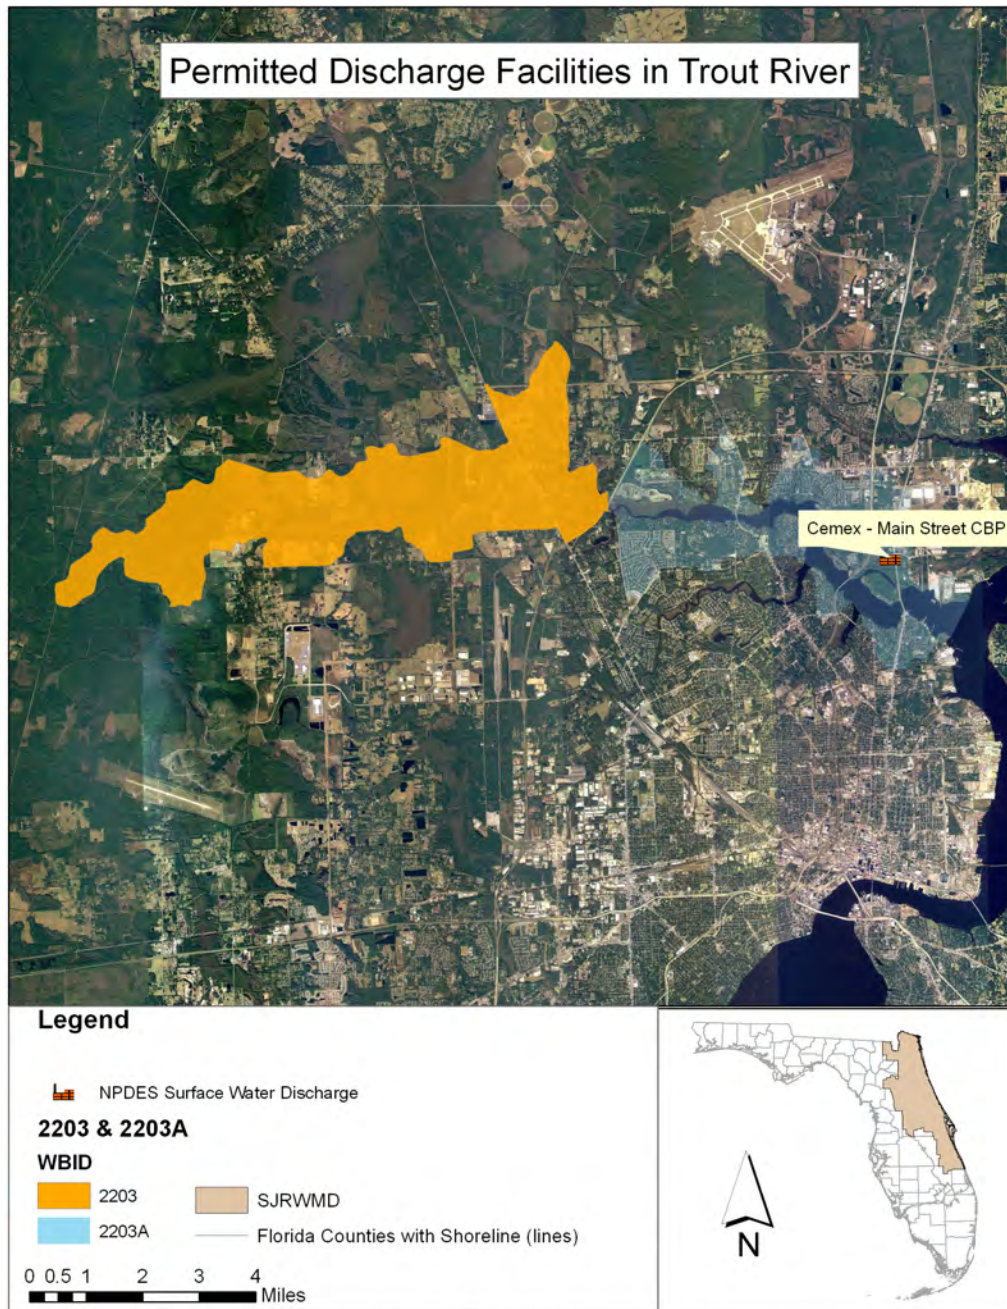 Permitted Discharge Facilities in Trout River
Cemex - Main Street CBP
Legend
NPDES Surface Water Discharge
2203 & 2203A
WBID
2203
SJRWMD
2203A
Florida Counties with Shoreline (lines)
0 0.5 1 2 3 4
Miles
N